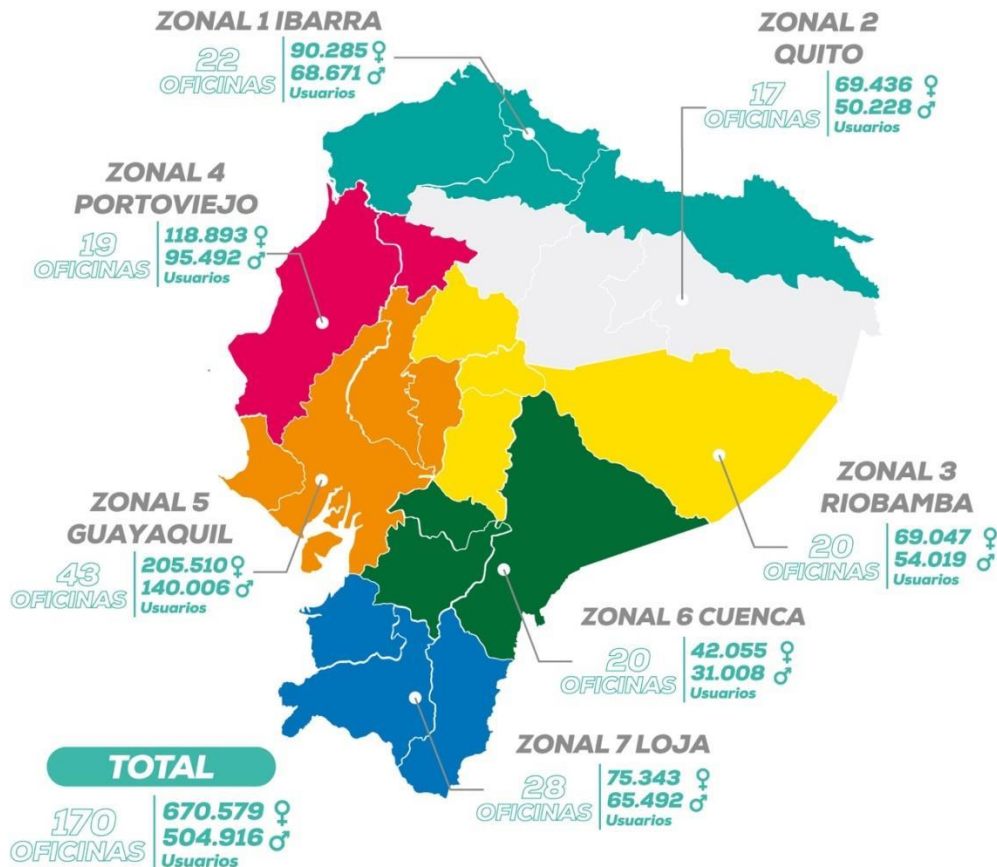 ZONAL 1 IBARRA
22
OFICINAS
90.285 ♀
68.671 ♂
Usuarios
ZONAL 2
QUITO
17
OFICINAS
69.436 ♀
50.228 ♂
Usuarios
ZONAL 4
PORTOVIEJO
19
OFICINAS
118.893 ♀
95.492 ♂
Usuarios
ZONAL 3
RIOBAMBA
20
OFICINAS
69.047 ♀
54.019 ♂
Usuarios
ZONAL 5
GUAYAQUIL
43
OFICINAS
205.510 ♀
140.006 ♂
Usuarios
ZONAL 6 CUENCA
20
OFICINAS
42.055 ♀
31.008 ♂
Usuarios
ZONAL 7 LOJA
28
OFICINAS
75.343 ♀
65.492 ♂
Usuarios
TOTAL
170
OFICINAS
670.579 ♀
504.916 ♂
Usuarios